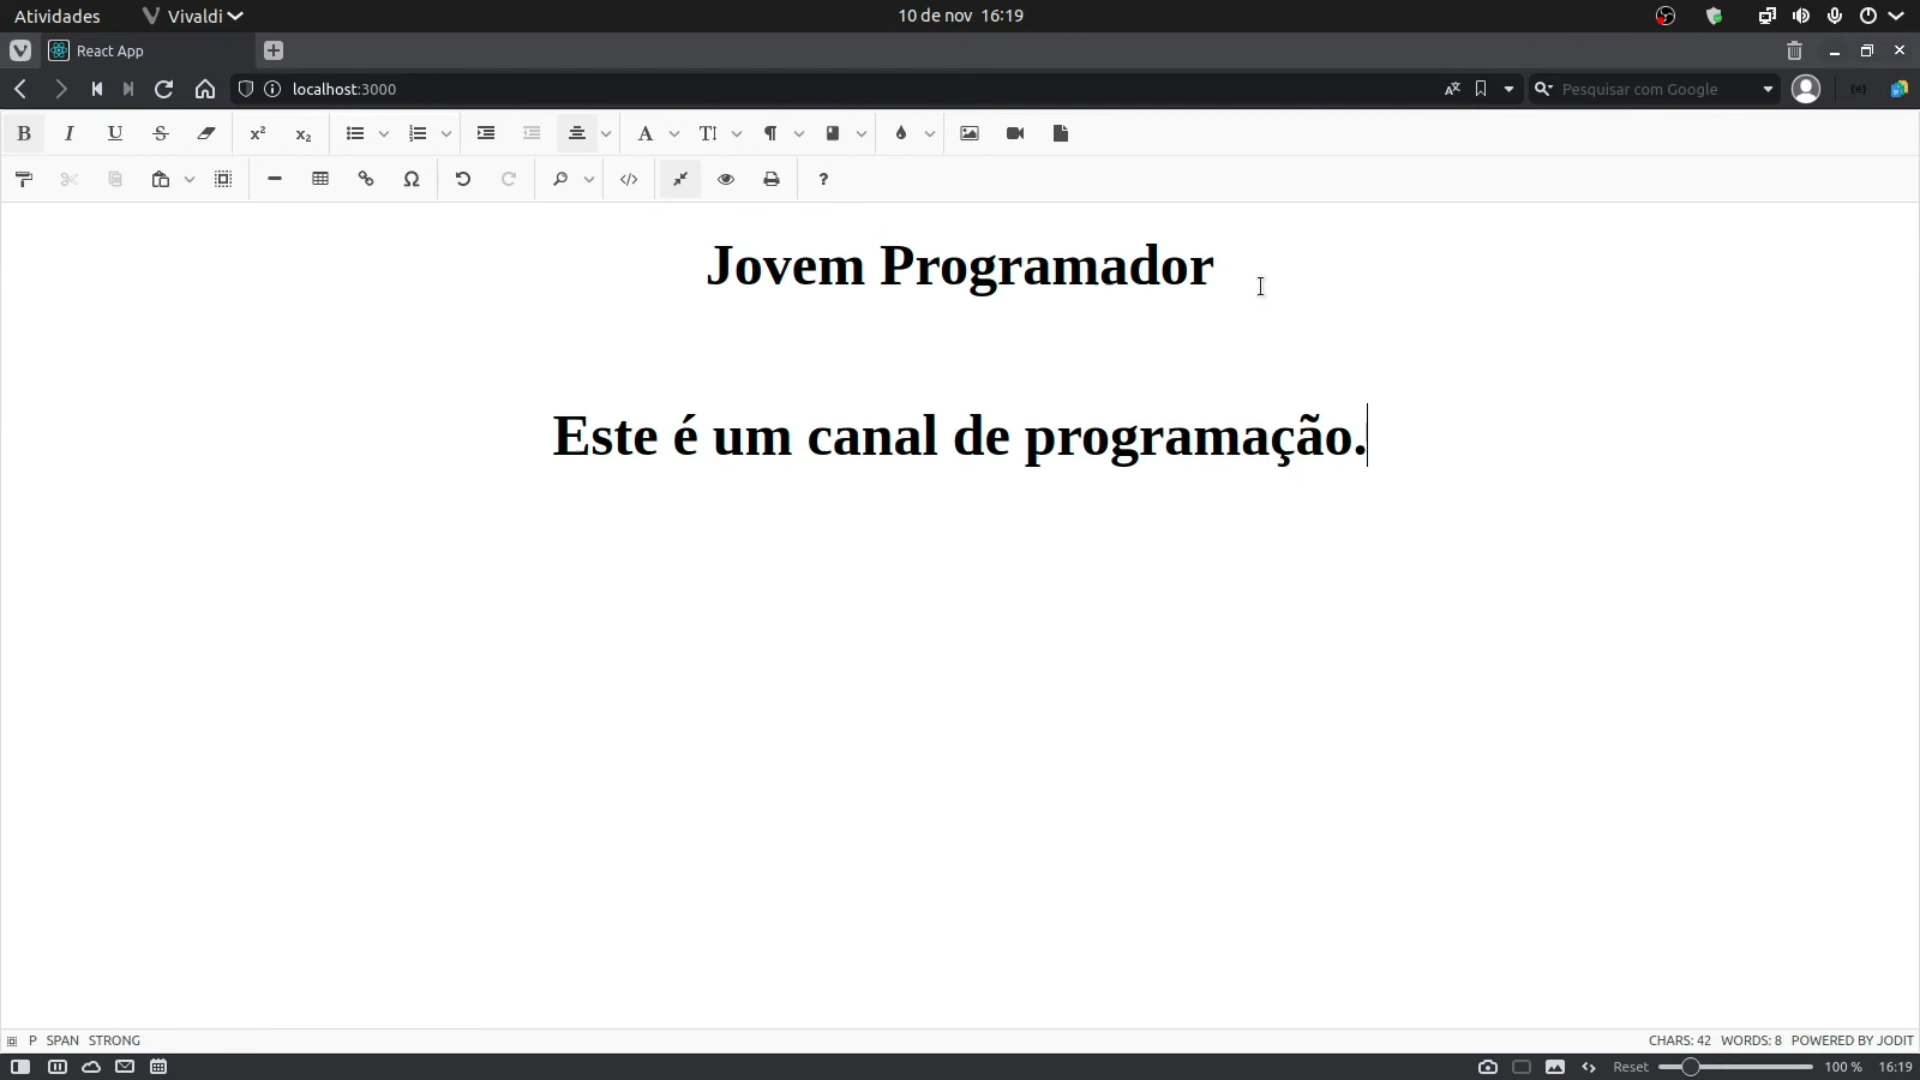 Atividades Vivaldi 10 de nov 16:19
React App
localhost:3000 Pesquisar com Google
Jovem Programador
Este é um canal de programação.
P SPAN STRONG CHARS: 42 WORDS: 8 POWERED BY JODIT
Reset 100 % 16:19